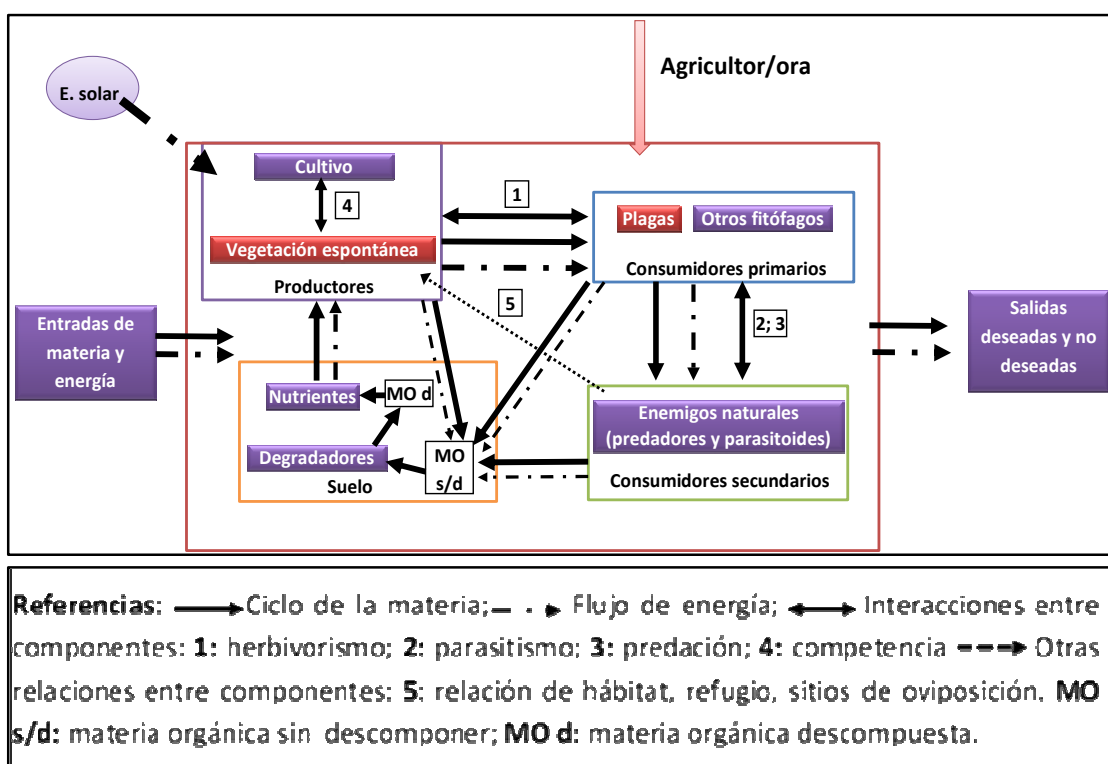 Agricultor/ora
E. solar
Cultivo
4
1
Vegetación espontánea
Productores
Plagas
Otros fitófagos
Consumidores primarios
5
2; 3
Entradas de
materia y
energía
Salidas
deseadas y no
deseadas
Nutrientes
MO d
Degradadores
MO
s/d
Suelo
Enemigos naturales
(predadores y parasitoides)
Consumidores secundarios
Referencias: Ciclo de la materia; Flujo de energía; Interacciones entre
componentes: 1: herbivorismo; 2: parasitismo; 3: predación; 4: competencia Otras
relaciones entre componentes: 5: relación de hábitat, refugio, sitios de oviposición. MO
s/d: materia orgánica sin descomponer; MO d: materia orgánica descompuesta.